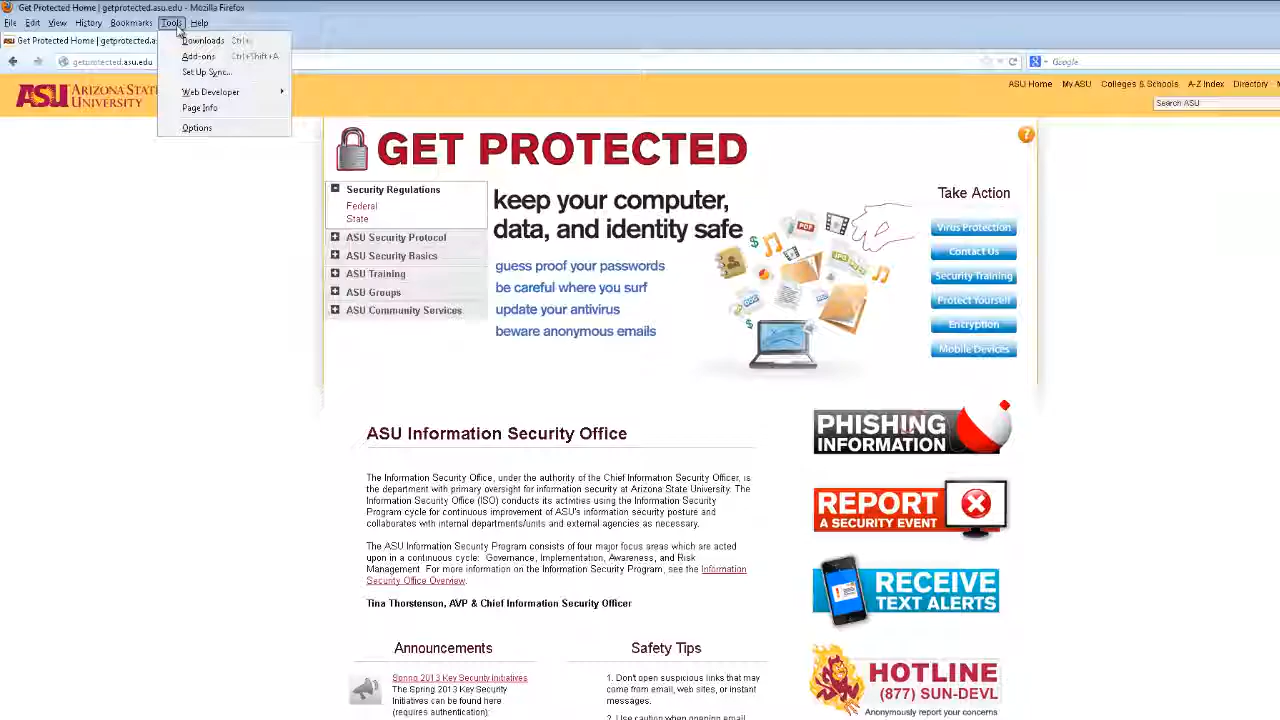 Get Protected Home | getprotected.asu.edu - Mozilla Firefox
File Edit View History Bookmarks Tools Help
Get Protected Home | getprotected.as
Downloads Ctrl+J
Add-ons Ctrl+Shift+A
Set Up Sync...
Web Developer
Page Info
Options
getprotected.asu.edu
Google
ASU ARIZONA STATE
UNIVERSITY
ASU Home My ASU Colleges & Schools A-Z Index Directory
Search ASU
GET PROTECTED
?
Security Regulations
Federal
State
ASU Security Protocol
ASU Security Basics
ASU Training
ASU Groups
ASU Community Services
keep your computer,
data, and identity safe
guess proof your passwords
be careful where you surf
update your antivirus
beware anonymous emails
PDF
Take Action
Virus Protection
Contact Us
Security Training
Protect Yourself
Encryption
Mobile Devices
ASU Information Security Office
The Information Security Office, under the authority of the Chief Information Security Officer, is
the department with primary oversight for information security at Arizona State University. The
Information Security Office (ISO) conducts its activities using the Information Security
Program cycle for continuous improvement of ASU's information security posture and
collaborates with internal departments/units and external agencies as necessary.
The ASU Information Security Program consists of four major focus areas which are acted
upon in a continuous cycle: Governance, Implementation, Awareness, and Risk
Management. For more information on the Information Security Program, see the Information
Security Office Overview.
Tina Thorstenson, AVP & Chief Information Security Officer
PHISHING
INFORMATION
REPORT
A SECURITY EVENT
RECEIVE
TEXT ALERTS
HOTLINE
(877) SUN-DEVL
Anonymously report your concerns
Announcements
Spring 2013 Key Security Initiatives
The Spring 2013 Key Security
Initiatives can be found here
(requires authentication):
Safety Tips
1. Don't open suspicious links that may
come from email, web sites, or instant
messages.
2. Use caution when opening email